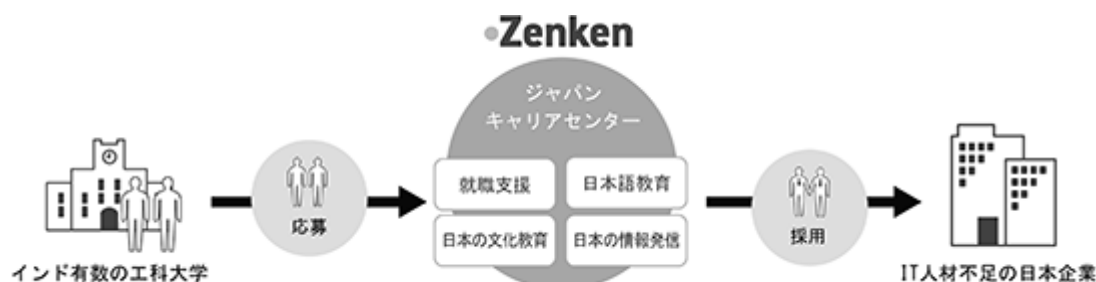 Zenken
ジャパン
キャリアセンター
就職支援
日本語教育
応募
採用
日本の文化教育
日本の情報発信
インド有数の工科大学
IT人材不足の日本企業